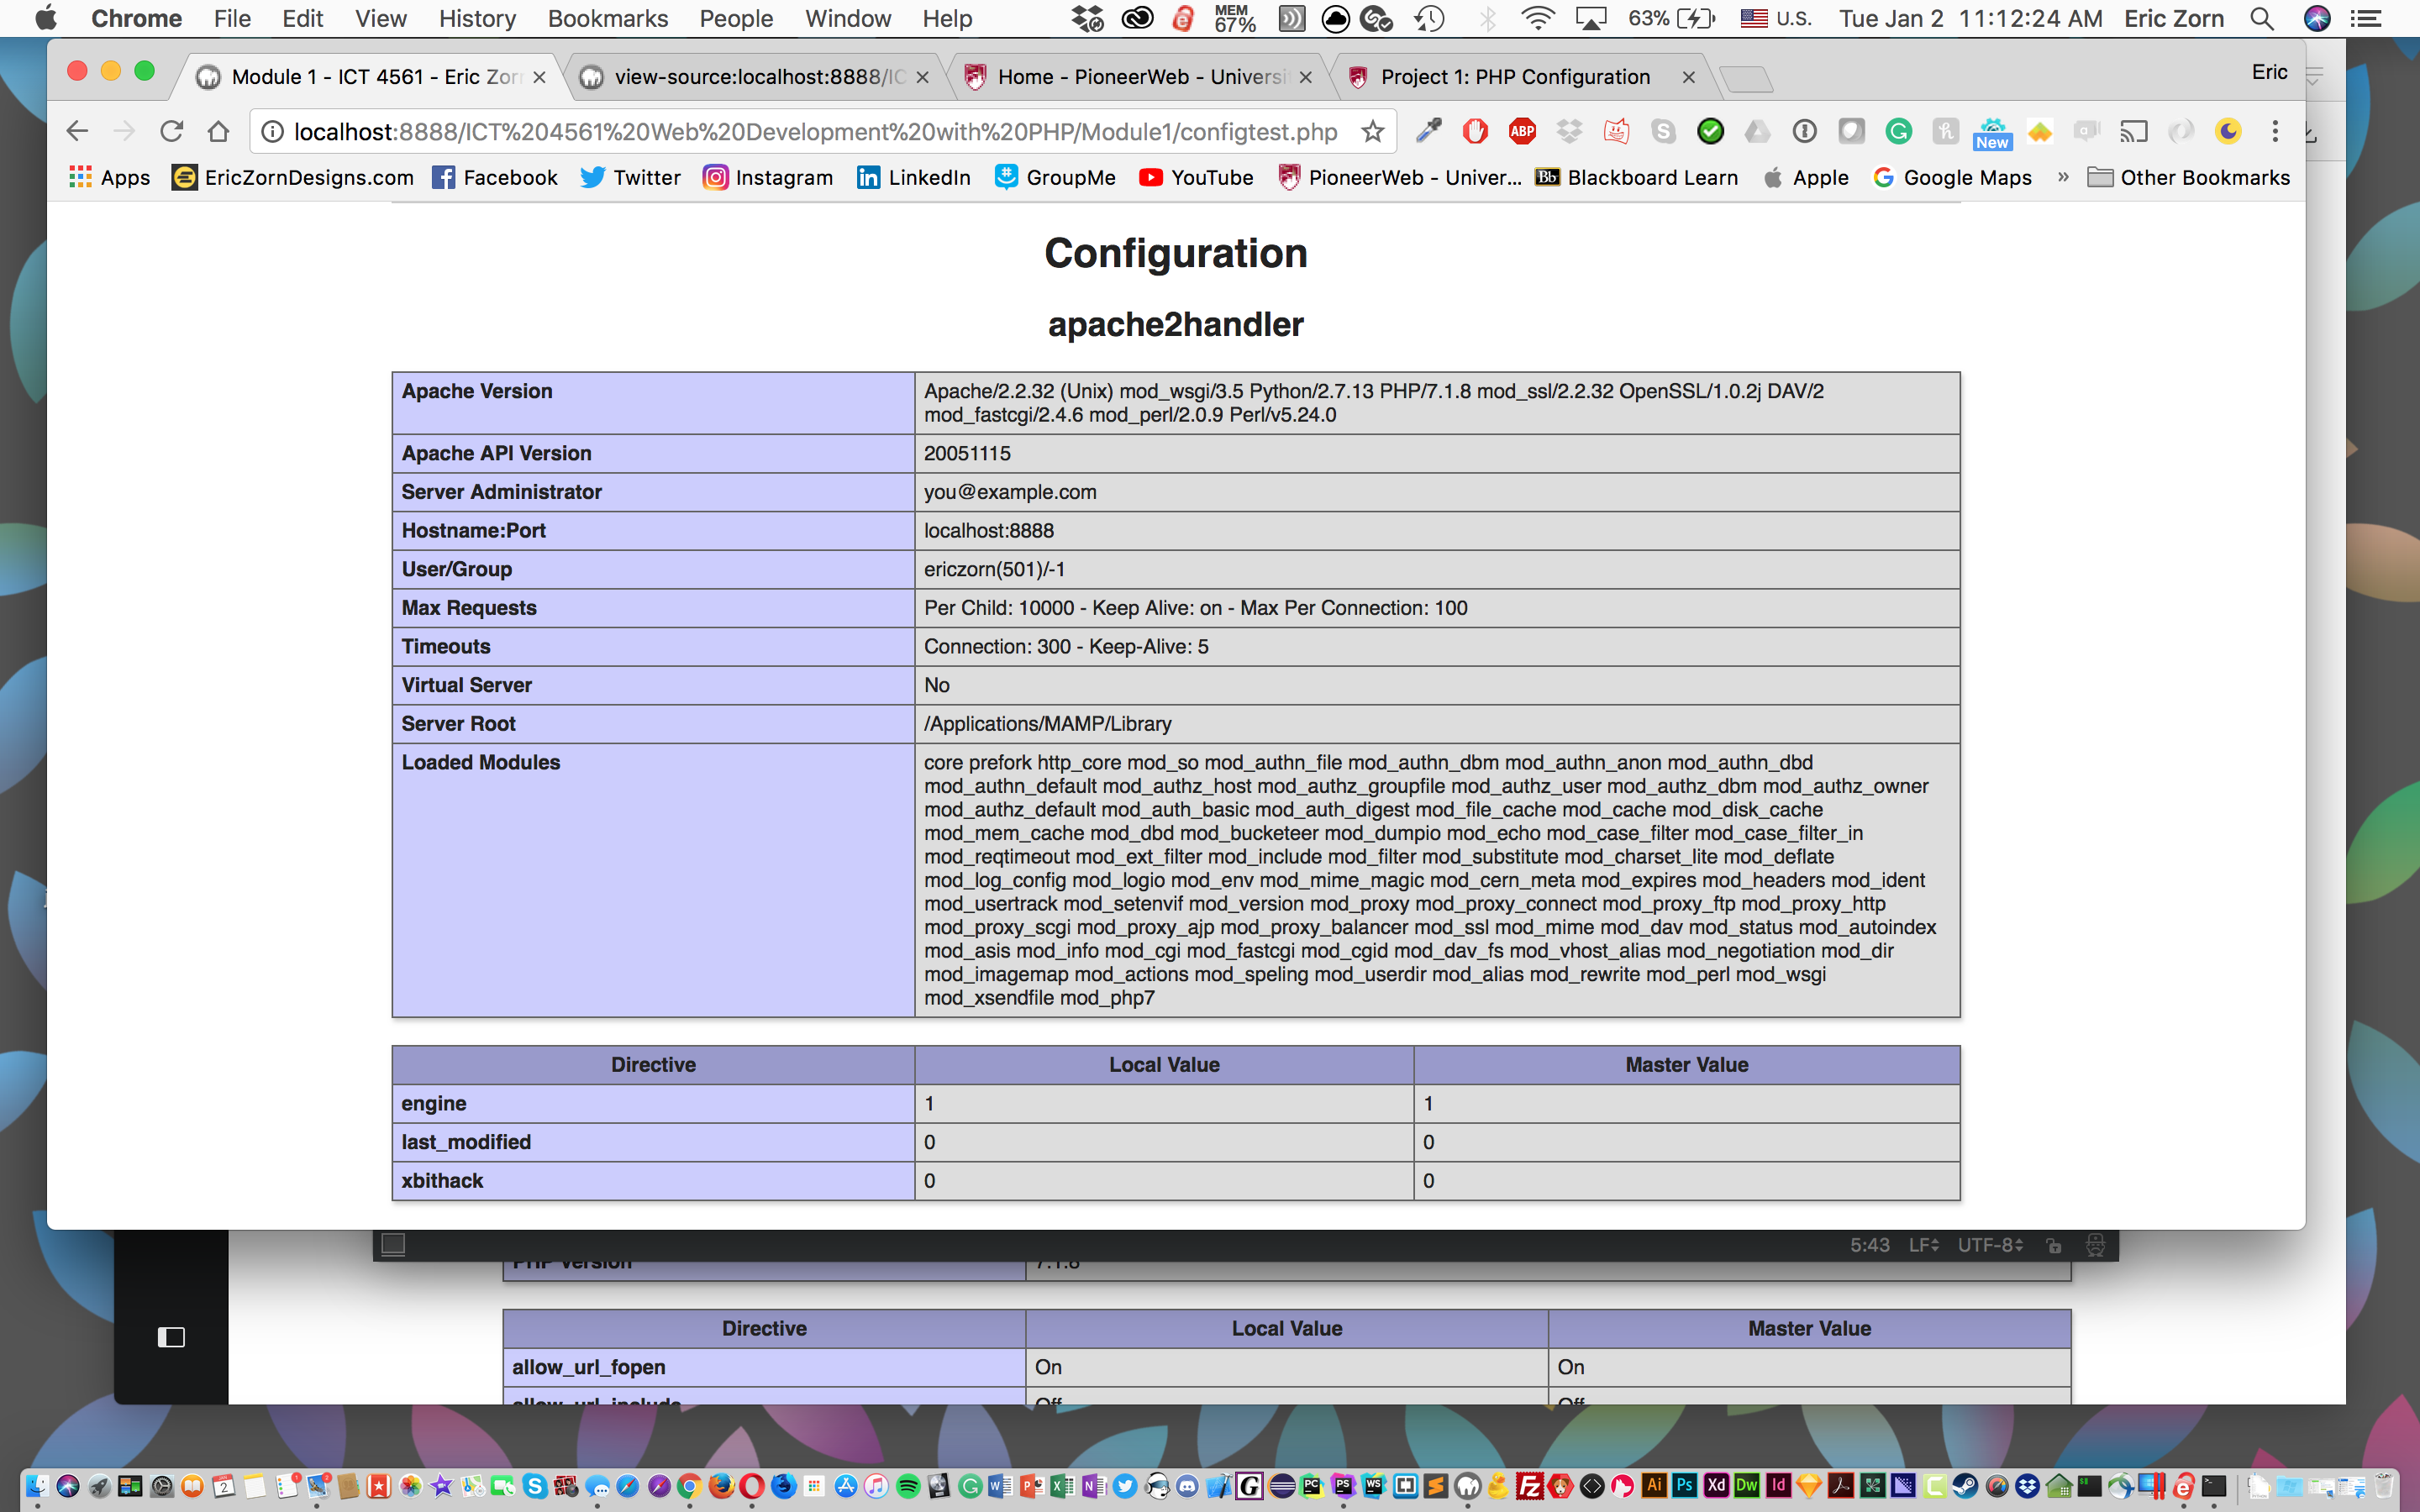 Chrome File Edit View History Bookmarks People Window Help MEM 67% 63% U.S. Tue Jan 2 11:12:24 AM Eric Zorn
Module 1 - ICT 4561 - Eric Zor view-source:localhost:8888/IC Home - PioneerWeb - Universi Project 1: PHP Configuration Eric
localhost:8888/ICT%204561%20Web%20Development%20with%20PHP/Module1/configtest.php ABP New
Apps EricZornDesigns.com Facebook Twitter Instagram LinkedIn GroupMe YouTube PioneerWeb - Univer... Bb Blackboard Learn Apple Google Maps » Other Bookmarks
Configuration
apache2handler
Apache Version Apache/2.2.32 (Unix) mod_wsgi/3.5 Python/2.7.13 PHP/7.1.8 mod_ssl/2.2.32 OpenSSL/1.0.2j DAV/2
mod_fastcgi/2.4.6 mod_perl/2.0.9 Perl/v5.24.0
Apache API Version 20051115
Server Administrator you@example.com
Hostname:Port localhost:8888
User/Group ericzorn(501)/-1
Max Requests Per Child: 10000 - Keep Alive: on - Max Per Connection: 100
Timeouts Connection: 300 - Keep-Alive: 5
Virtual Server No
Server Root /Applications/MAMP/Library
Loaded Modules core prefork http_core mod_so mod_authn_file mod_authn_dbm mod_authn_anon mod_authn_dbd
mod_authn_default mod_authz_host mod_authz_groupfile mod_authz_user mod_authz_dbm mod_authz_owner
mod_authz_default mod_auth_basic mod_auth_digest mod_file_cache mod_cache mod_disk_cache
mod_mem_cache mod_dbd mod_bucketeer mod_dumpio mod_echo mod_case_filter mod_case_filter_in
mod_reqtimeout mod_ext_filter mod_include mod_filter mod_substitute mod_charset_lite mod_deflate
mod_log_config mod_logio mod_env mod_mime_magic mod_cern_meta mod_expires mod_headers mod_ident
mod_usertrack mod_setenvif mod_version mod_proxy mod_proxy_connect mod_proxy_ftp mod_proxy_http
mod_proxy_scgi mod_proxy_ajp mod_proxy_balancer mod_ssl mod_mime mod_dav mod_status mod_autoindex
mod_asis mod_info mod_cgi mod_fastcgi mod_cgid mod_dav_fs mod_vhost_alias mod_negotiation mod_dir
mod_imagemap mod_actions mod_speling mod_userdir mod_alias mod_rewrite mod_perl mod_wsgi
mod_xsendfile mod_php7
Directive Local Value Master Value
engine 1 1
last_modified 0 0
xbithack 0 0
5:43 LF UTF-8
PHP Version 7.1.8
Directive Local Value Master Value
allow_url_fopen On On
allow_url_include Off Off
Ai Ps Xd Dw Id